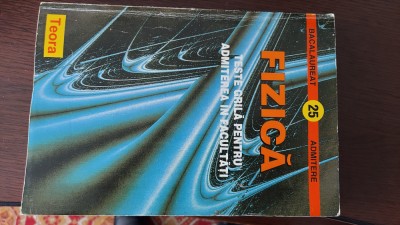 BACALAUREAT 25 ADMITERE
FIZICĂ
TESTE GRILĂ PENTRU
ADMITEREA ÎN FACULTĂȚI
Teora